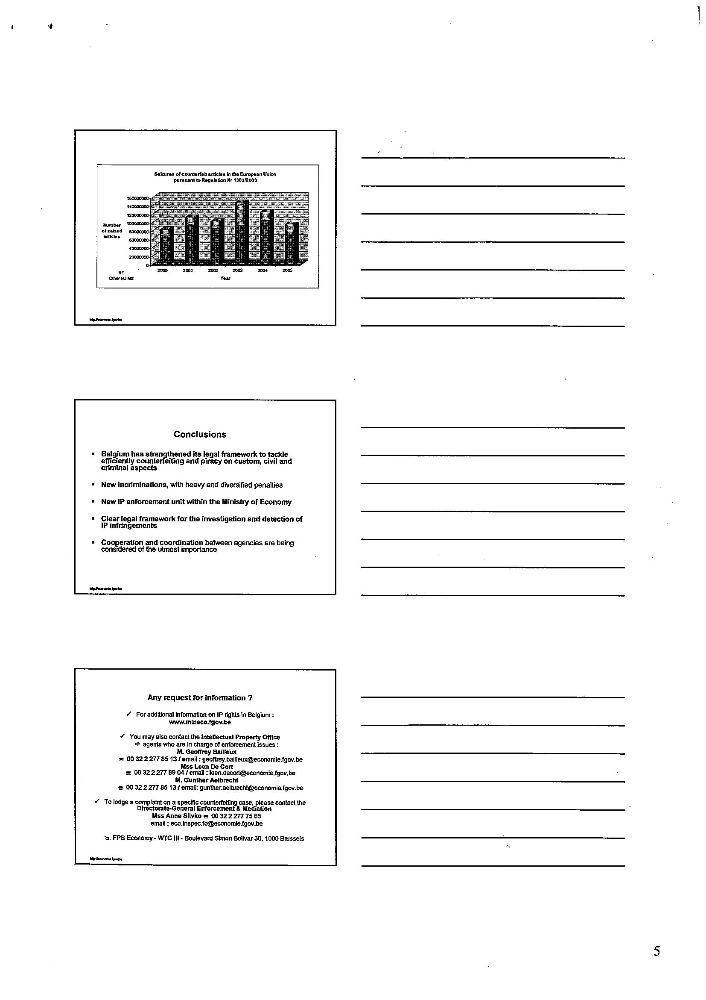 Seizures of counterfeit articles in the European Union
pursuant to Regulation Nr 1383/2003
160000000
140000000
120000000
100000000
80000000
60000000
40000000
20000000
0
Number
of seized
articles
2000 2001 2002 2003 2004 2005
BE
Other EU MS
Year
http://economie.fgov.be
Conclusions
▪ Belgium has strengthened its legal framework to tackle
efficiently counterfeiting and piracy on custom, civil and
criminal aspects
▪ New incriminations, with heavy and diversified penalties
▪ New IP enforcement unit within the Ministry of Economy
▪ Clear legal framework for the investigation and detection of
IP infringements
▪ Cooperation and coordination between agencies are being
considered of the utmost importance
http://economie.fgov.be
Any request for information ?
✓ For additional information on IP rights in Belgium :
www.mineco.fgov.be
✓ You may also contact the Intellectual Property Office
⇨ agents who are in charge of enforcement issues :
M. Geoffrey Bailleux
☎ 00 32 2 277 85 13 / email : geoffrey.bailleux@economie.fgov.be
Mss Leen De Cort
☎ 00 32 2 277 89 04 / email : leen.decort@economie.fgov.be
M. Gunther Aelbrecht
☎ 00 32 2 277 85 13 / email: gunther.aelbrecht@economie.fgov.be
✓ To lodge a complaint on a specific counterfeiting case, please contact the
Directorate-General Enforcement & Mediation
Mss Anne Slivko ☎ 00 32 2 277 75 65
email : eco.inspec.fo@economie.fgov.be
FPS Economy - WTC III - Boulevard Simon Bolivar 30, 1000 Brussels
http://economie.fgov.be
5